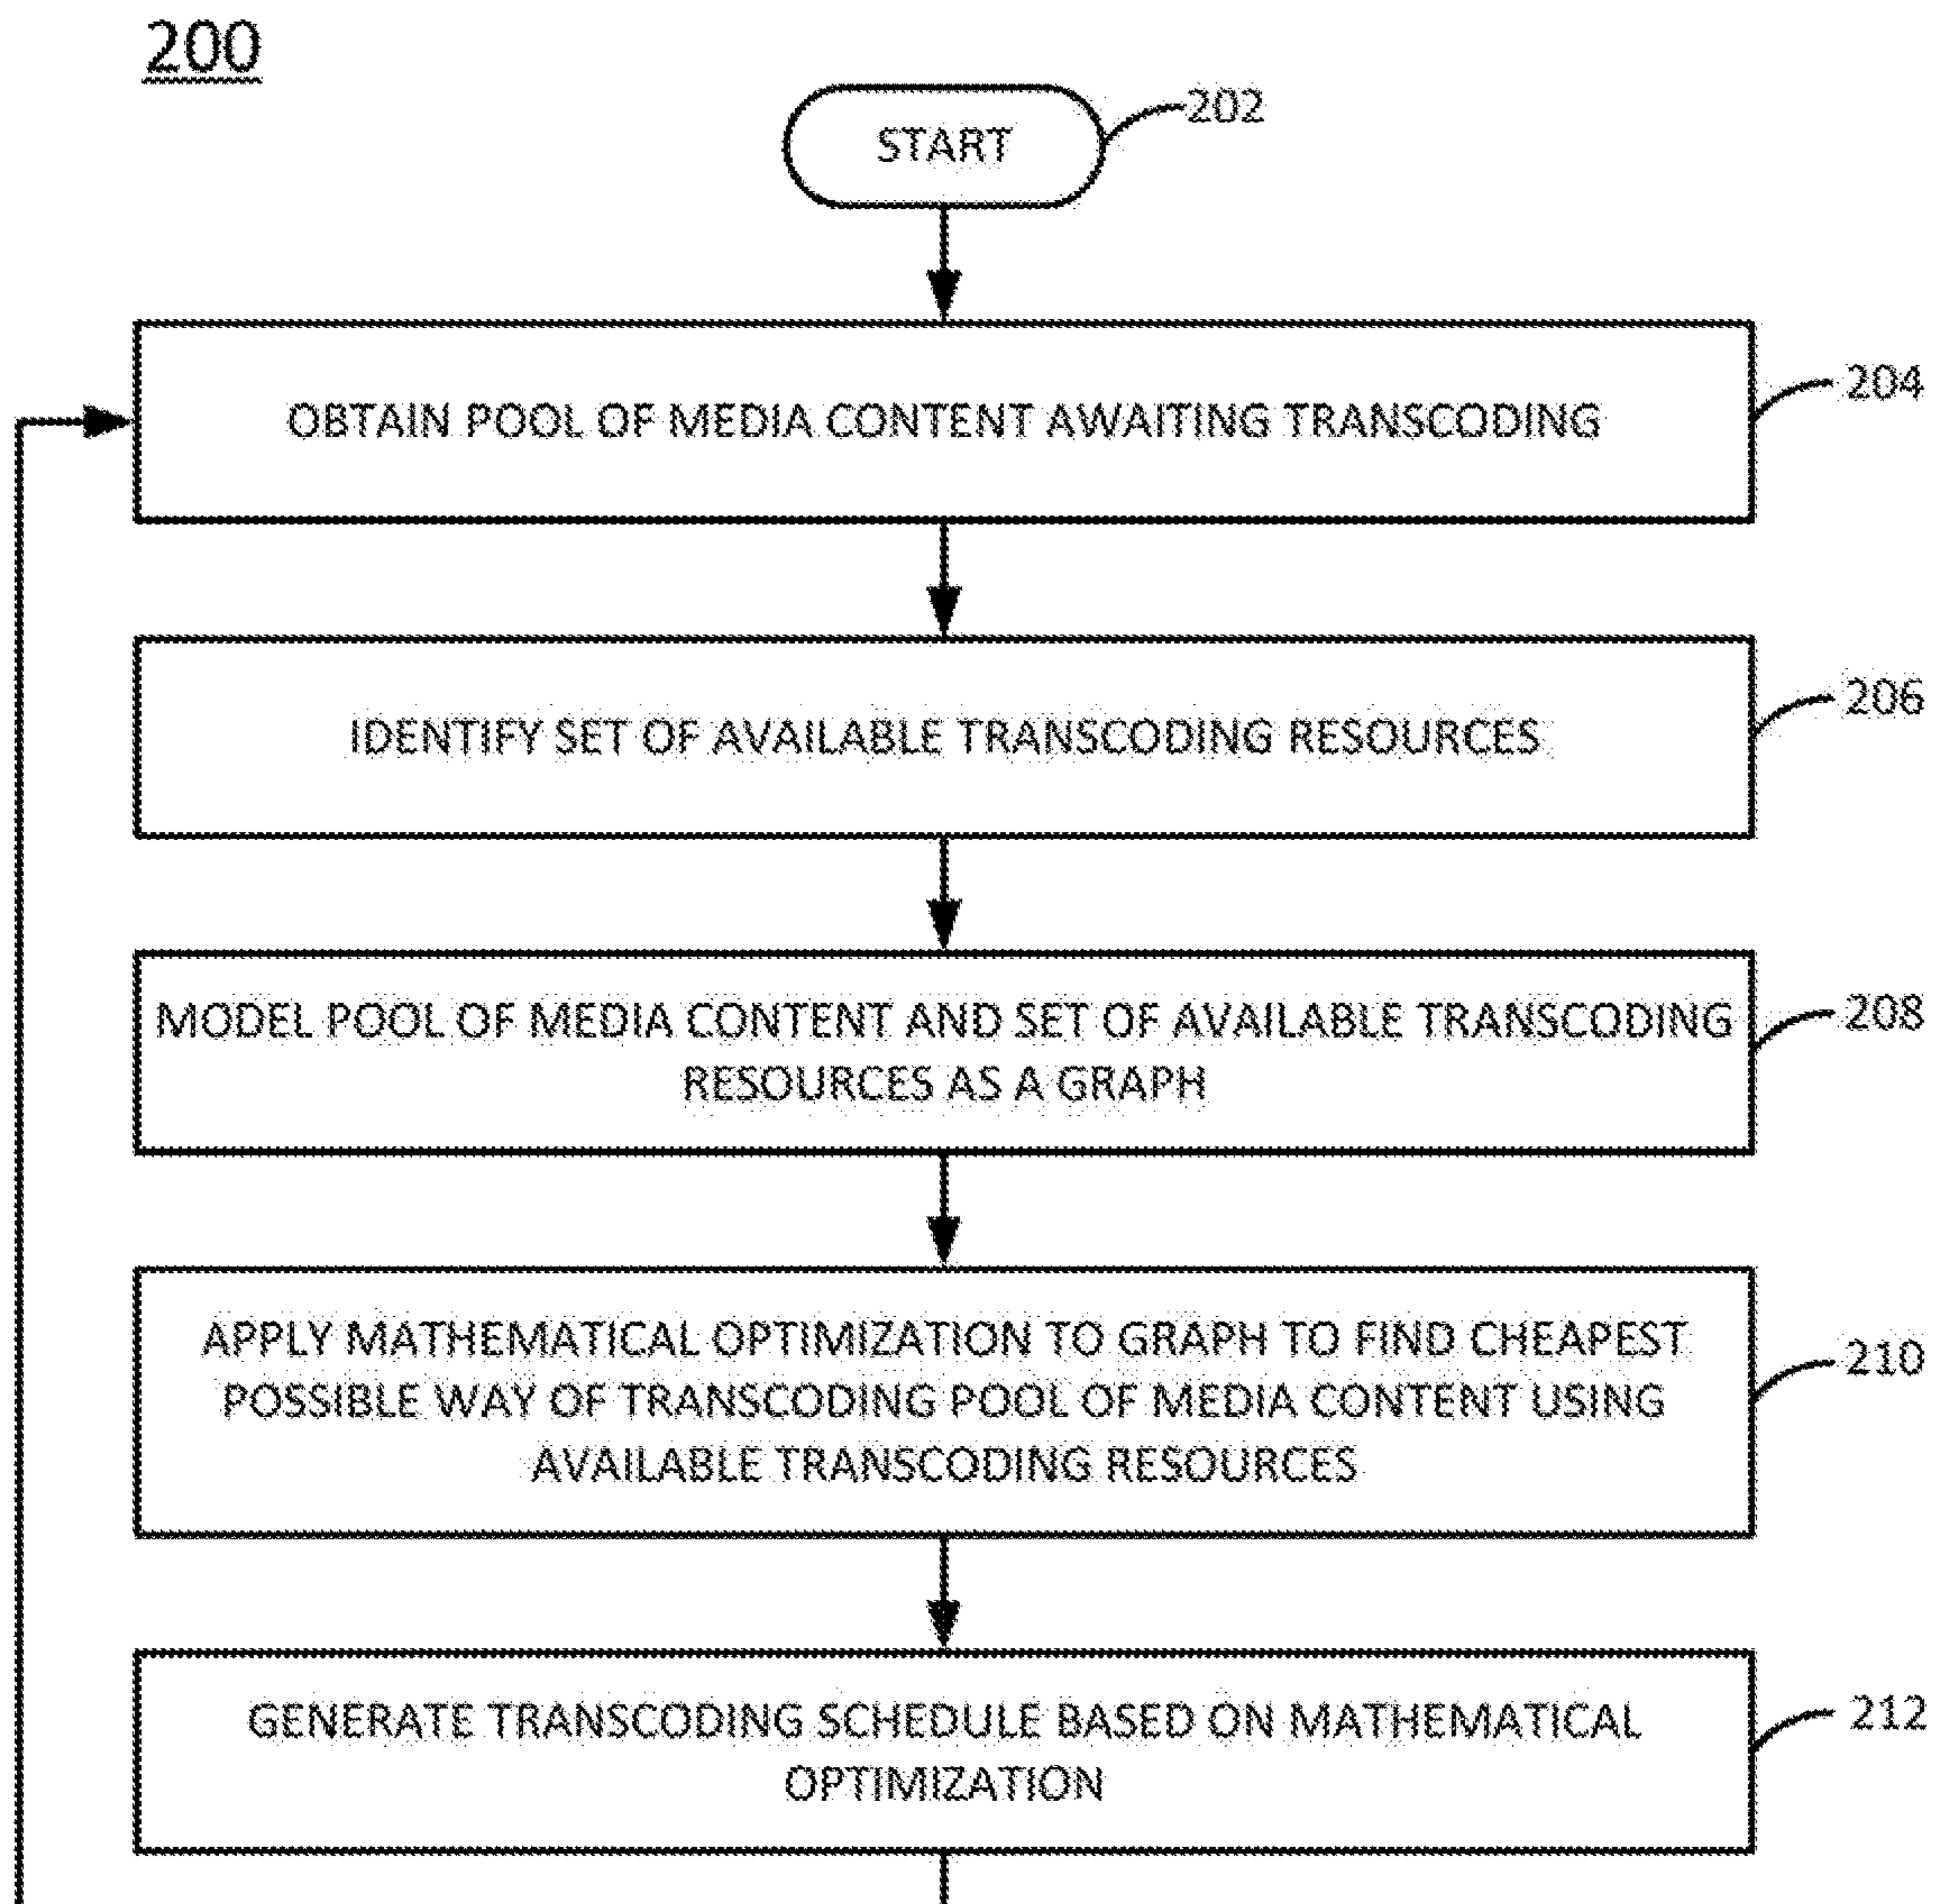 200
START
202
OBTAIN POOL OF MEDIA CONTENT AWAITING TRANSCODING
204
IDENTIFY SET OF AVAILABLE TRANSCODING RESOURCES
206
MODEL POOL OF MEDIA CONTENT AND SET OF AVAILABLE TRANSCODING
RESOURCES AS A GRAPH
208
APPLY MATHEMATICAL OPTIMIZATION TO GRAPH TO FIND CHEAPEST
POSSIBLE WAY OF TRANSCODING POOL OF MEDIA CONTENT USING
AVAILABLE TRANSCODING RESOURCES
210
GENERATE TRANSCODING SCHEDULE BASED ON MATHEMATICAL
OPTIMIZATION
212